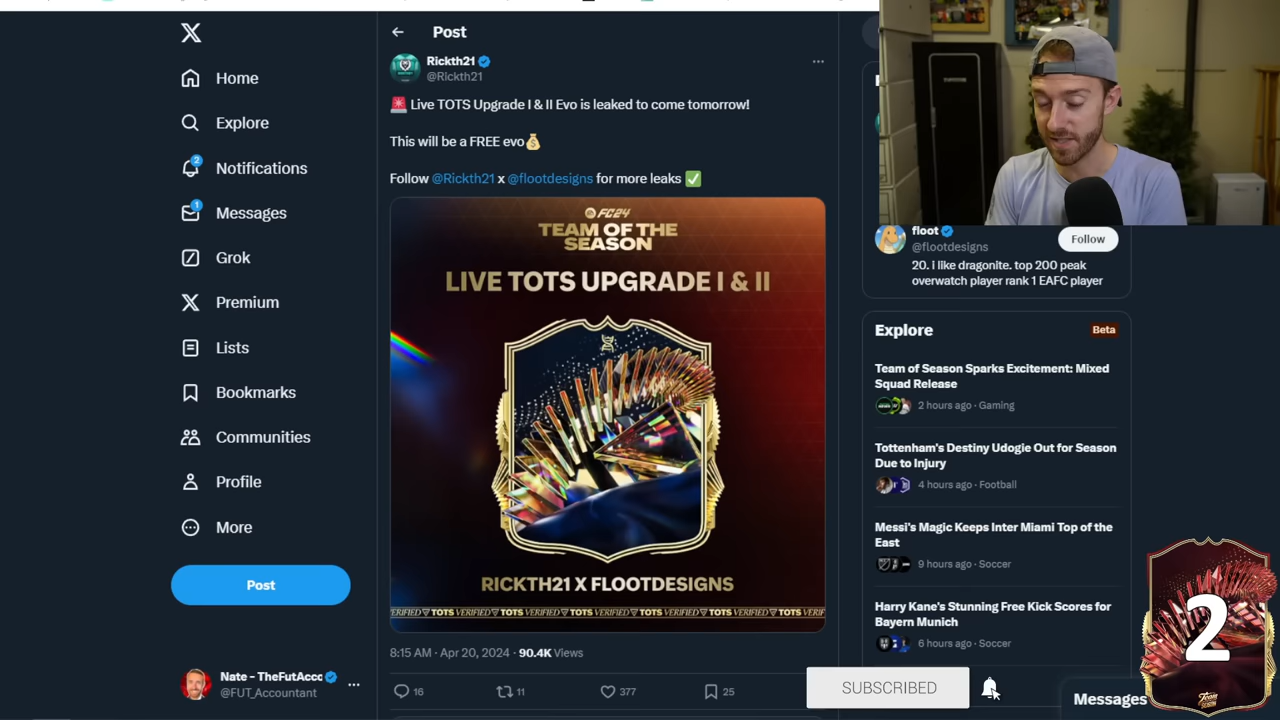 Home
Explore
Notifications
2
Messages
1
Grok
Premium
Lists
Bookmarks
Communities
Profile
More
Post
Nate - TheFutAccc
@FUT_Accountant
Post
Rickth21
@Rickth21
🚨 Live TOTS Upgrade I & II Evo is leaked to come tomorrow!
This will be a FREE evo💰
Follow @Rickth21 x @flootdesigns for more leaks ✅
FC24
TEAM OF THE
SEASON
LIVE TOTS UPGRADE I & II
RICKTH21 X FLOOTDESIGNS
ERIFIED TOTS VERIFIED TOTS VERIFIED TOTS VERIFIED TOTS VERIFIED TOTS VERIF
8:15 AM · Apr 20, 2024 · 90.4K Views
16
11
377
25
floot
@flootdesigns
Follow
20. i like dragonite. top 200 peak
overwatch player rank 1 EAFC player
Explore
Beta
Team of Season Sparks Excitement: Mixed
Squad Release
2 hours ago · Gaming
Tottenham's Destiny Udogie Out for Season
Due to Injury
4 hours ago · Football
Messi's Magic Keeps Inter Miami Top of the
East
9 hours ago · Soccer
Harry Kane's Stunning Free Kick Scores for
Bayern Munich
6 hours ago · Soccer
SUBSCRIBED
Messages
2